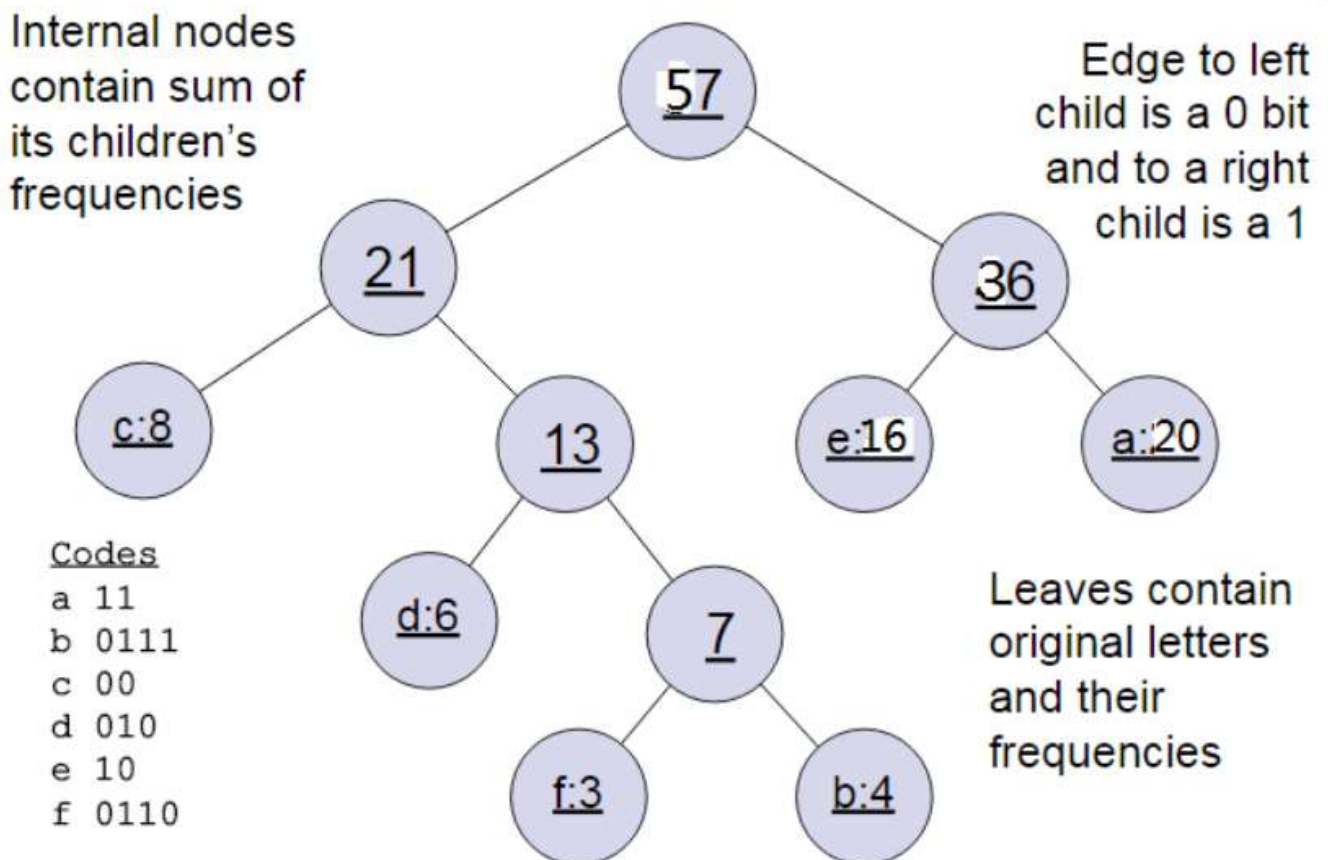 Internal nodes
contain sum of
its children's
frequencies
57
Edge to left
child is a 0 bit
and to a right
child is a 1
21
36
c:8
13
e:16
a:20
Codes
a 11
b 0111
c 00
d 010
e 10
f 0110
d:6
7
Leaves contain
original letters
and their
frequencies
f:3
b:4